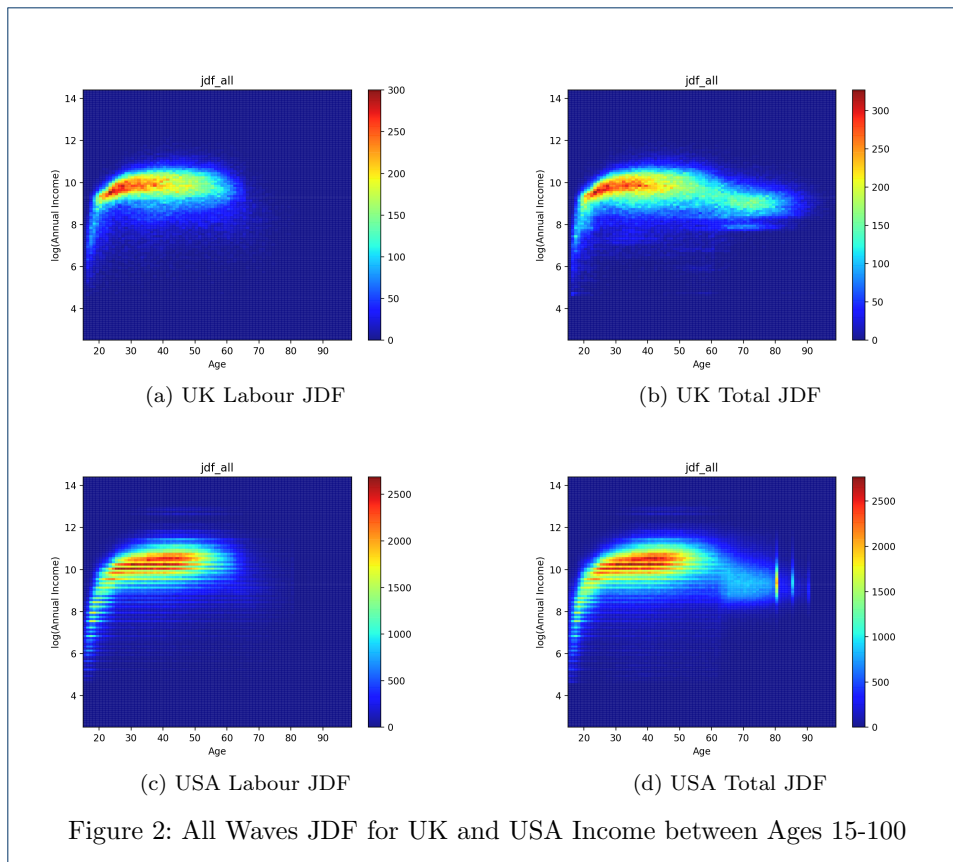 jdf_all
14
12
10
8
6
4
20 30 40 50 60 70 80 90
log(Annual Income)
Age
300
250
200
150
100
50
0
(a) UK Labour JDF
jdf_all
14
12
10
8
6
4
20 30 40 50 60 70 80 90
log(Annual Income)
Age
300
250
200
150
100
50
0
(b) UK Total JDF
jdf_all
14
12
10
8
6
4
20 30 40 50 60 70 80 90
log(Annual Income)
Age
2500
2000
1500
1000
500
0
(c) USA Labour JDF
jdf_all
14
12
10
8
6
4
20 30 40 50 60 70 80 90
log(Annual Income)
Age
2500
2000
1500
1000
500
0
(d) USA Total JDF
Figure 2: All Waves JDF for UK and USA Income between Ages 15-100